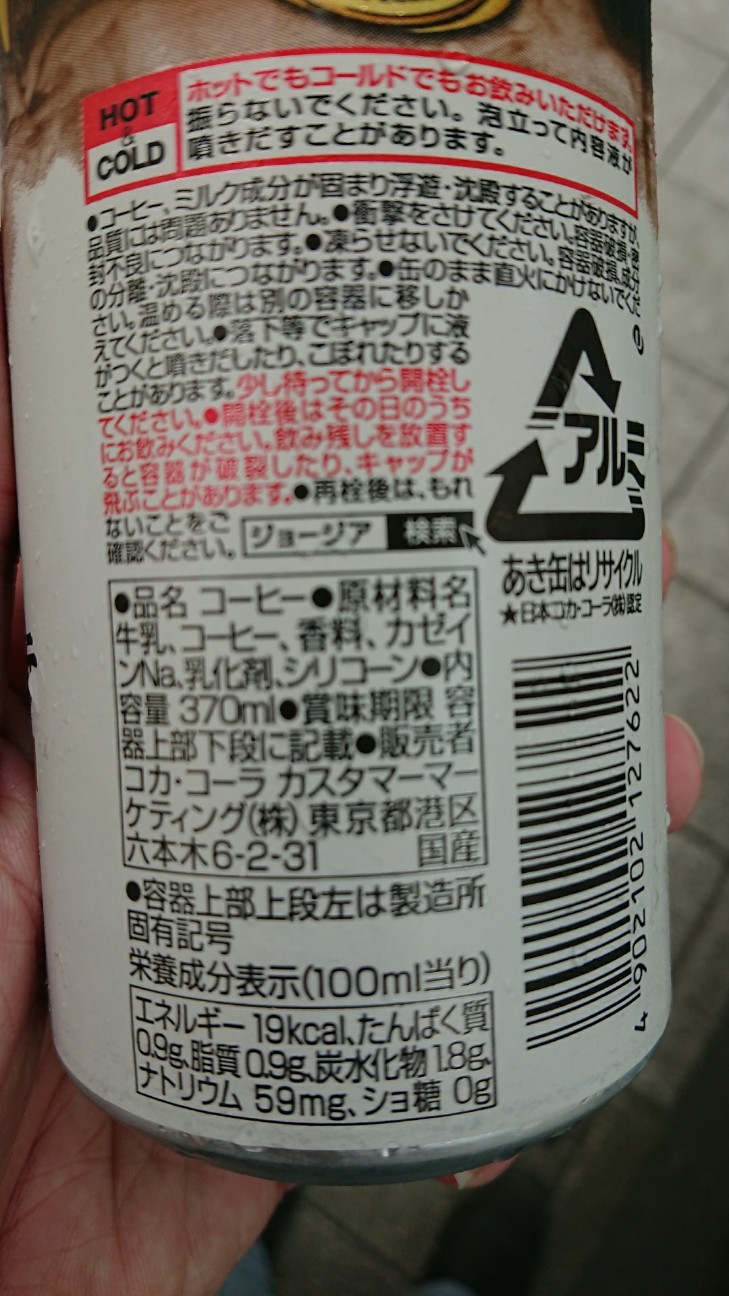 HOT
&
COLD
ホットでもコールドでもお飲みいただけます。
振らないでください。泡立って内容液が
噴きだすことがあります。
●コーヒー、ミルク成分が固まり浮遊・沈殿することがありますが、
品質には問題ありません。●衝撃をさけてください。容器破損・密
封不良につながります。●凍らせないでください。容器破損、成分
の分離・沈殿につながります。●缶のまま直火にかけないでくだ
さい。温める際は別の容器に移しか
えてください。●落下等でキャップに液
がつくと噴きだしたり、こぼれたりする
ことがあります。少し待ってから開栓し
てください。●開栓後はその日のうち
にお飲みください。飲み残しを放置す
ると容器が破裂したり、キャップが
飛ぶことがあります。●再栓後は、もれ
ないことをご
確認ください。
ジョージア 検索
アルミ
あき缶はリサイクル
★日本コカ・コーラ(株)認定
●品名 コーヒー●原材料名
牛乳、コーヒー、香料、カゼイ
ンNa、乳化剤、シリコーン●内
容量 370ml●賞味期限 容
器上部下段に記載●販売者
コカ・コーラ カスタマーマー
ケティング(株) 東京都港区
六本木6-2-31 国産
●容器上部上段左は製造所
固有記号
栄養成分表示(100ml当り)
エネルギー 19kcal、たんぱく質
0.9g、脂質 0.9g、炭水化物 1.8g、
ナトリウム 59mg、ショ糖 0g
4 902102 127622